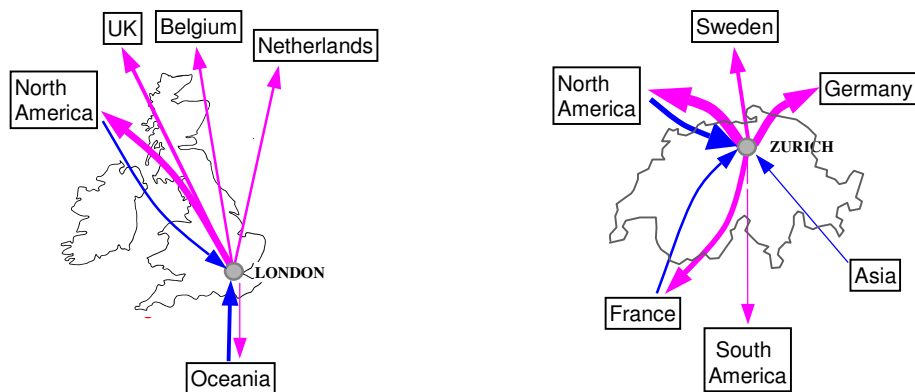 UK
Belgium
Netherlands
North
America
LONDON
Oceania
Sweden
North
America
Germany
ZURICH
Asia
France
South
America